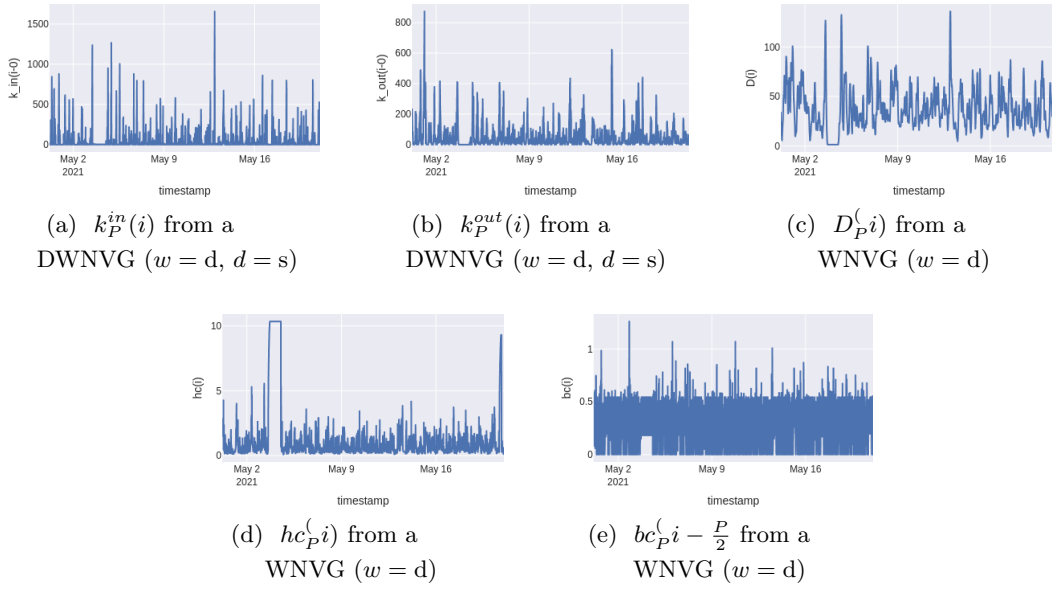 1500
1000
500
0
k_in(i-0)
May 2
2021
May 9
May 16
timestamp
(a) $k_P^{in}(i)$ from a
DWNVG ($w$ = d, $d$ = s)
800
600
400
200
0
k_out(i-0)
May 2
2021
May 9
May 16
timestamp
(b) $k_P^{out}(i)$ from a
DWNVG ($w$ = d, $d$ = s)
100
50
0
D(i)
May 2
2021
May 9
May 16
timestamp
(c) $D_P^( i)$ from a
WNVG ($w$ = d)
10
5
0
hc(i)
May 2
2021
May 9
May 16
timestamp
(d) $hc_P^( i)$ from a
WNVG ($w$ = d)
1
0.5
0
bc(i)
May 2
2021
May 9
May 16
timestamp
(e) $bc_P^( i - \frac{P}{2}$ from a
WNVG ($w$ = d)